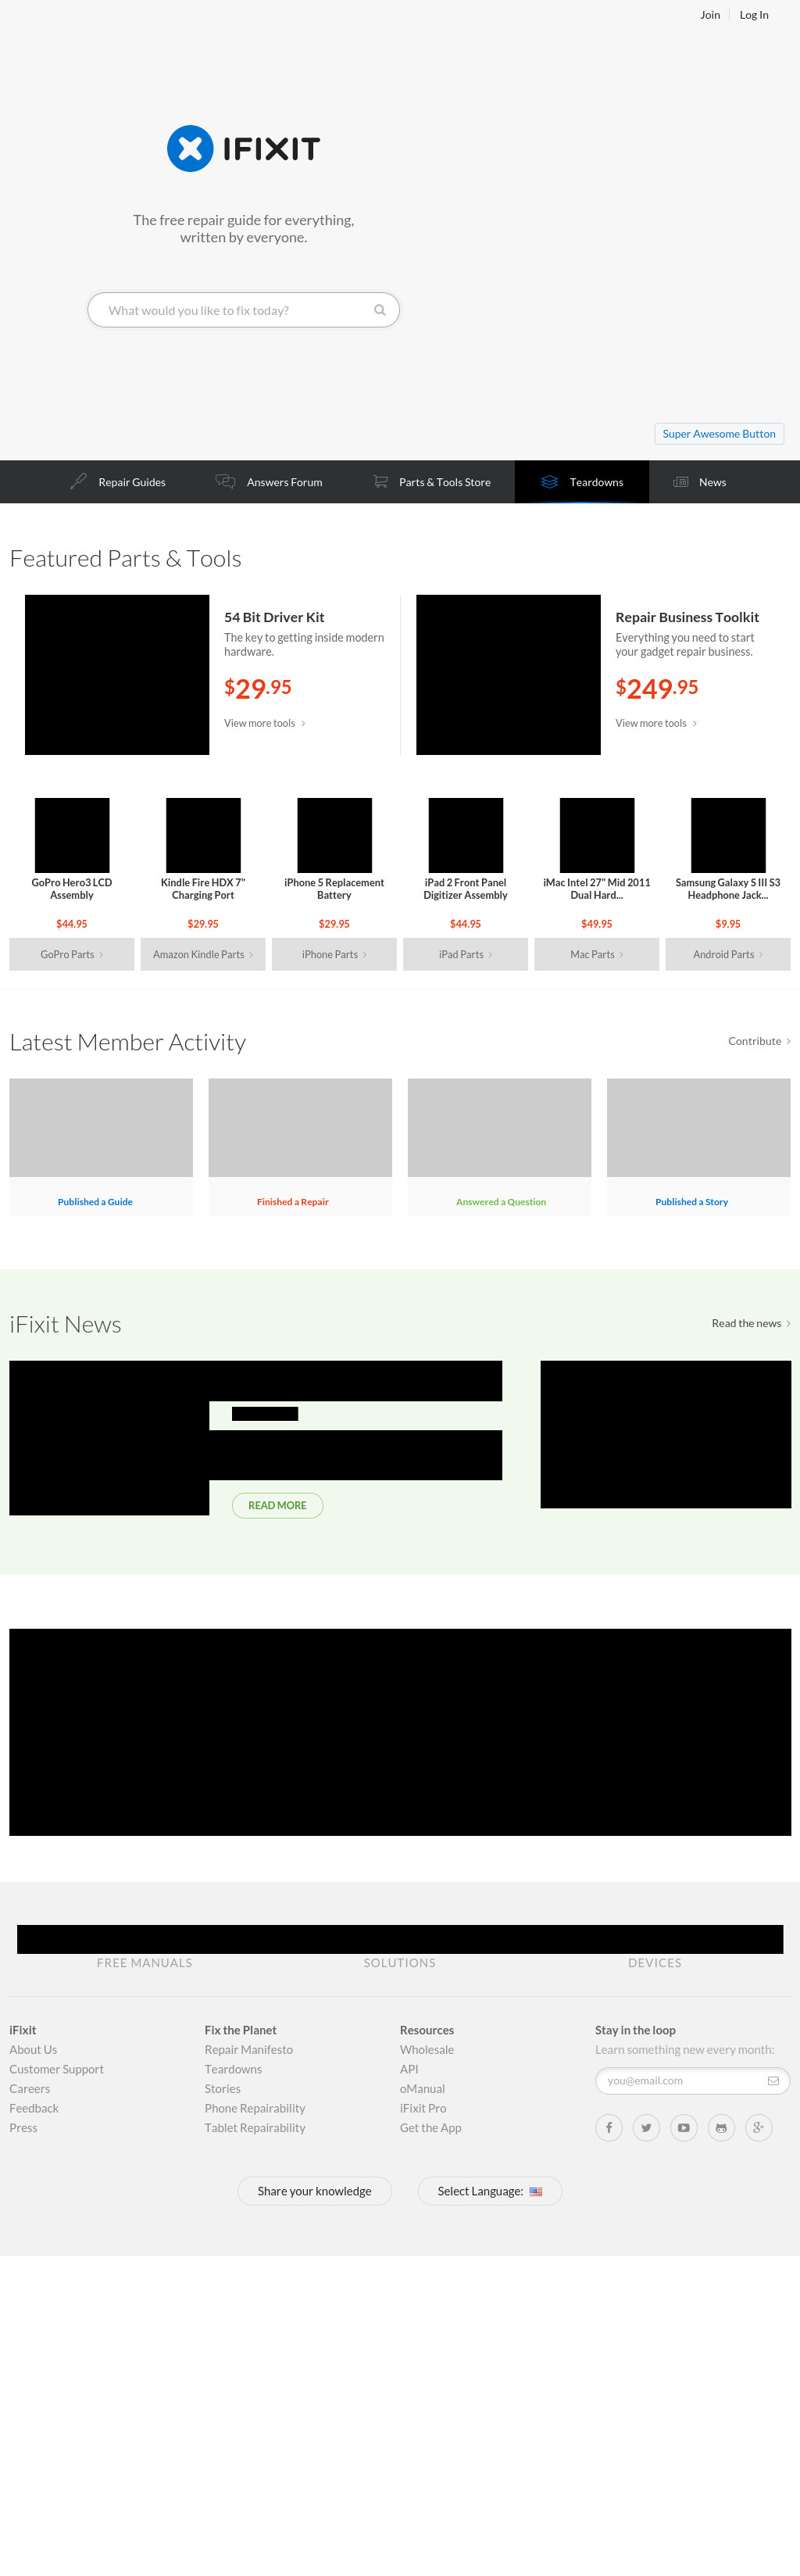 Join
Log In
IFIXIT
The free repair guide for everything,
written by everyone.
What would you like to fix today?
Super Awesome Button
Repair Guides
Answers Forum
Parts & Tools Store
Teardowns
News
Featured Parts & Tools
54 Bit Driver Kit
The key to getting inside modern
hardware.
$29.95
View more tools
Repair Business Toolkit
Everything you need to start
your gadget repair business.
$249.95
View more tools
GoPro Hero3 LCD
Assembly
$44.95
GoPro Parts
Kindle Fire HDX 7"
Charging Port
$29.95
Amazon Kindle Parts
iPhone 5 Replacement
Battery
$29.95
iPhone Parts
iPad 2 Front Panel
Digitizer Assembly
$44.95
iPad Parts
iMac Intel 27" Mid 2011
Dual Hard...
$49.95
Mac Parts
Samsung Galaxy S III S3
Headphone Jack...
$9.95
Android Parts
Latest Member Activity
Contribute
Published a Guide
Finished a Repair
Answered a Question
Published a Story
iFixit News
Read the news
READ MORE
FREE MANUALS
SOLUTIONS
DEVICES
iFixit
About Us
Customer Support
Careers
Feedback
Press
Fix the Planet
Repair Manifesto
Teardowns
Stories
Phone Repairability
Tablet Repairability
Resources
Wholesale
API
oManual
iFixit Pro
Get the App
Stay in the loop
Learn something new every month:
you@email.com
Share your knowledge
Select Language: